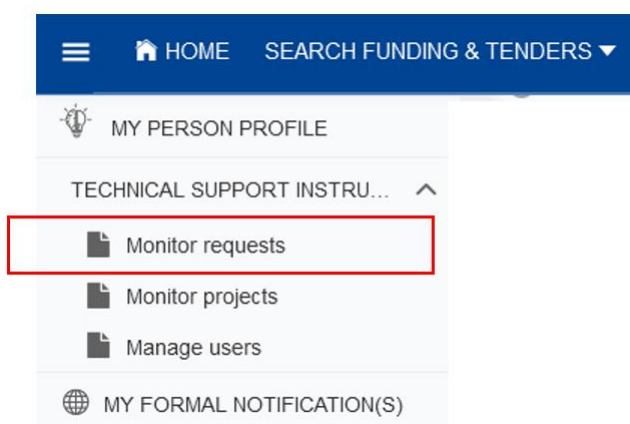 HOME SEARCH FUNDING & TENDERS
MY PERSON PROFILE
TECHNICAL SUPPORT INSTRU...
Monitor requests
Monitor projects
Manage users
MY FORMAL NOTIFICATION(S)